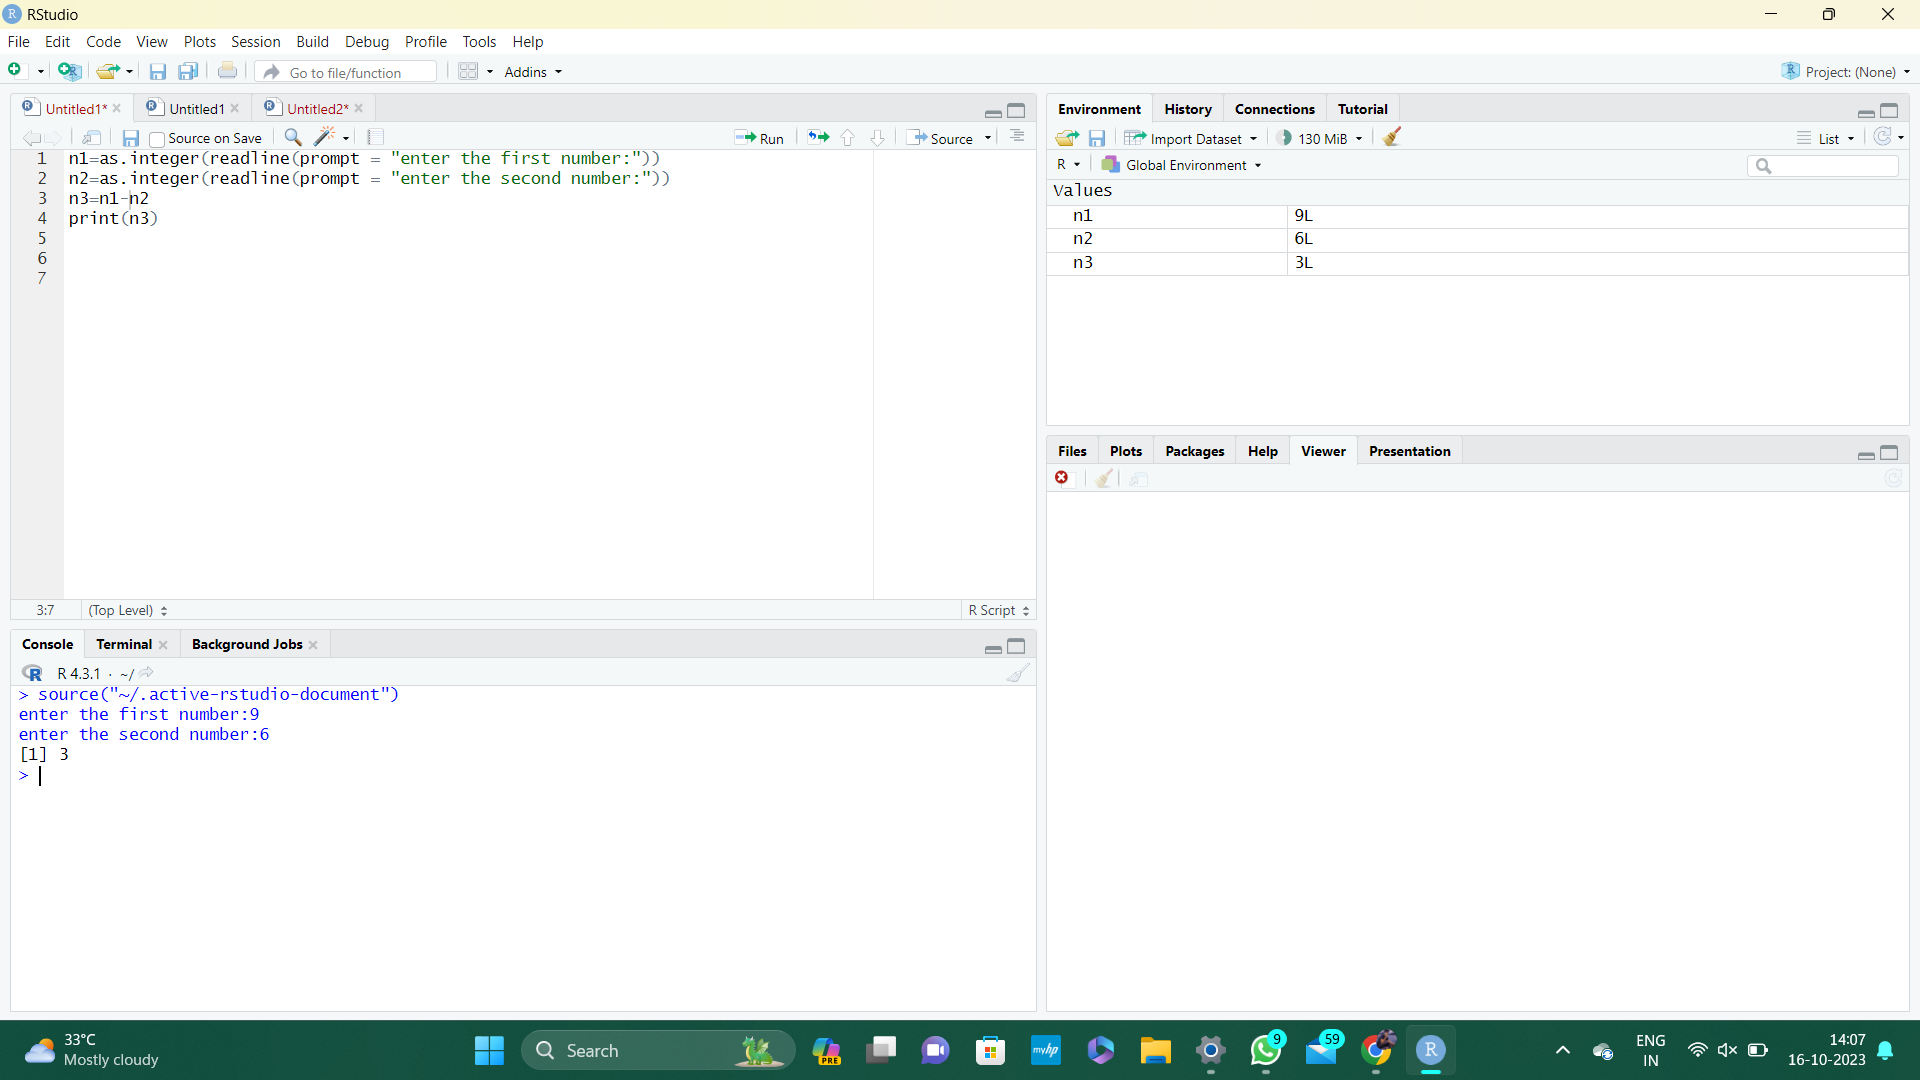 RStudio
File Edit Code View Plots Session Build Debug Profile Tools Help
Go to file/function Addins Project: (None)
Untitled1* Untitled1 Untitled2*
Source on Save Run Source
1 n1=as.integer(readline(prompt = "enter the first number:"))
2 n2=as.integer(readline(prompt = "enter the second number:"))
3 n3=n1-n2
4 print(n3)
5
6
7
3:7 (Top Level) R Script
Console Terminal Background Jobs
R 4.3.1 · ~/
> source("~/.active-rstudio-document")
enter the first number:9
enter the second number:6
[1] 3
>
Environment History Connections Tutorial
Import Dataset 130 MiB List
R Global Environment
Values
n1 9L
n2 6L
n3 3L
Files Plots Packages Help Viewer Presentation
33°C
Mostly cloudy
Search
PRE
myhp
9
59
R
ENG
IN
14:07
16-10-2023